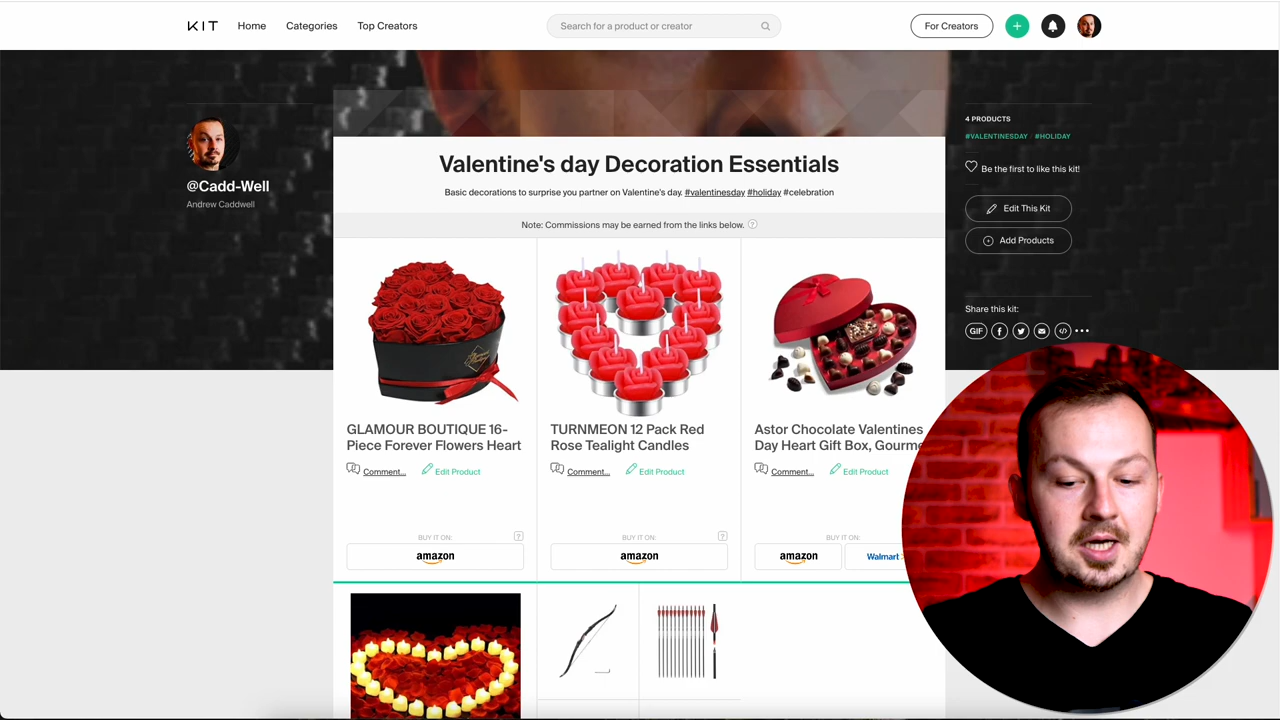 KIT
Home
Categories
Top Creators
Search for a product or creator
For Creators
@Cadd-Well
Andrew Caddwell
Valentine's day Decoration Essentials
Basic decorations to surprise you partner on Valentine's day. #valentinesday #holiday #celebration
Note: Commissions may be earned from the links below. ?
4 PRODUCTS
#VALENTINESDAY #HOLIDAY
Be the first to like this kit!
Edit This Kit
Add Products
Share this kit:
GIF
GLAMOUR BOUTIQUE 16-
Piece Forever Flowers Heart
Comment...
Edit Product
BUY IT ON:
?
amazon
TURNMEON 12 Pack Red
Rose Tealight Candles
Comment...
Edit Product
BUY IT ON:
?
amazon
Astor Chocolate Valentines
Day Heart Gift Box, Gourme
Comment...
Edit Product
BUY IT ON:
amazon
Walmart